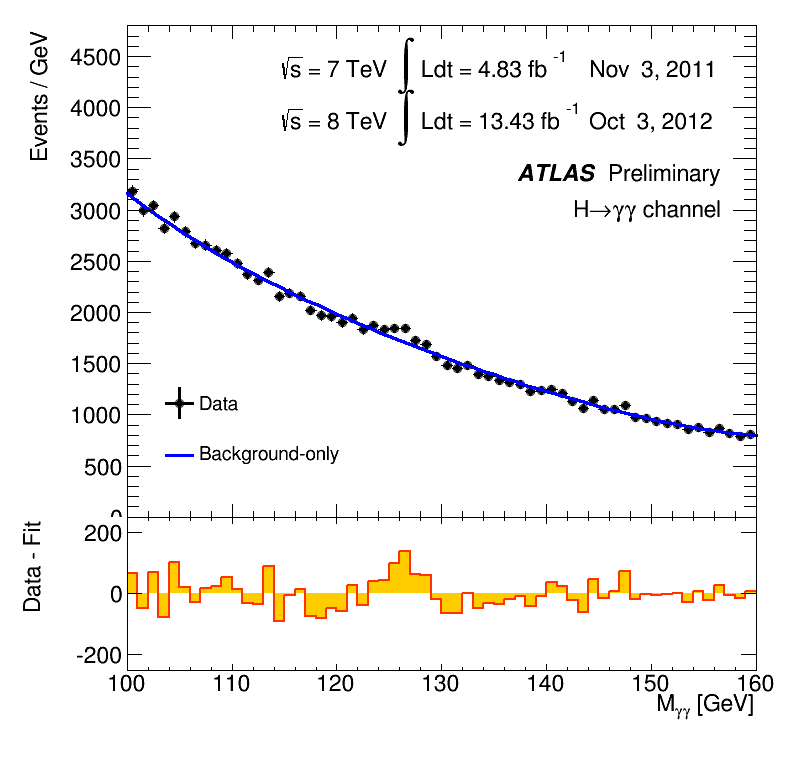 Events / GeV
4500
4000
3500
3000
2500
2000
1500
1000
500
0
√s = 7 TeV ∫ Ldt = 4.83 fb⁻¹ Nov 3, 2011
√s = 8 TeV ∫ Ldt = 13.43 fb⁻¹ Oct 3, 2012
ATLAS Preliminary
H→γγ channel
Data
Background-only
Data - Fit
200
0
-200
100 110 120 130 140 150 160
Mγγ [GeV]